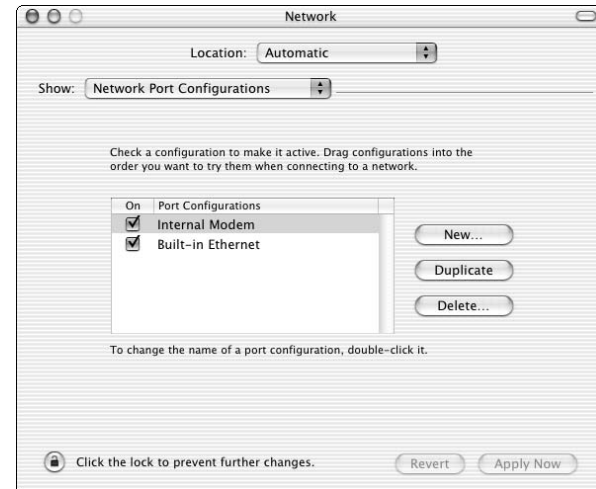 Network
Location: Automatic
Show: Network Port Configurations
Check a configuration to make it active. Drag configurations into the
order you want to try them when connecting to a network.
On Port Configurations
Internal Modem
Built-in Ethernet
New...
Duplicate
Delete...
To change the name of a port configuration, double-click it.
Click the lock to prevent further changes.
Revert Apply Now